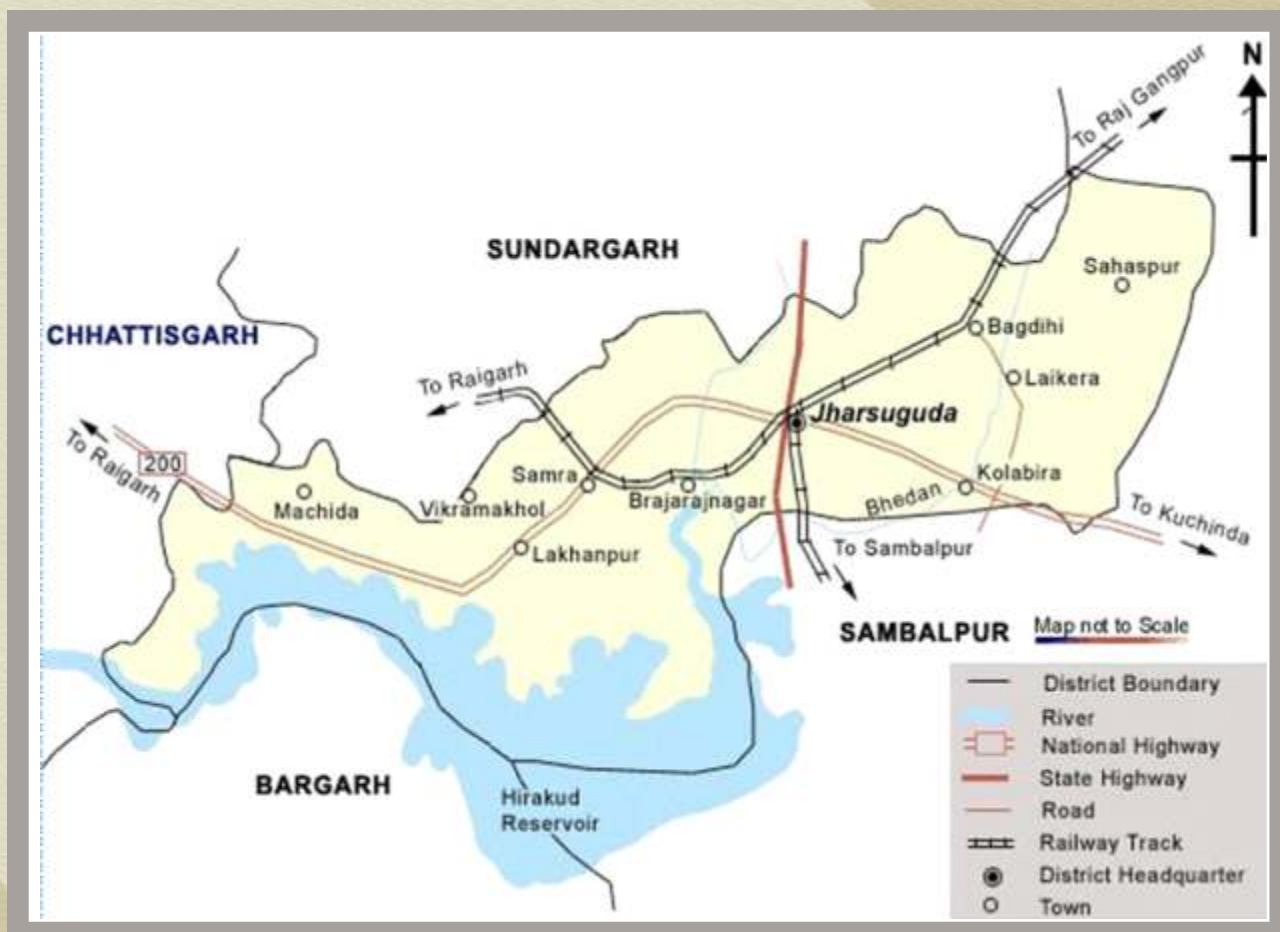 N
To Raj Gangpur
SUNDARGARH
Sahaspur
CHHATTISGARH
Bagdihi
To Raigarh
Laikera
Jharsuguda
To Raigarh
200
Samra
Kolabira
Machida
Vikramakhol
Brajarajnagar
Bhedan
To Kuchinda
Lakhanpur
To Sambalpur
SAMBALPUR
Map not to Scale
District Boundary
River
National Highway
State Highway
Road
Railway Track
District Headquarter
Town
BARGARH
Hirakud
Reservoir